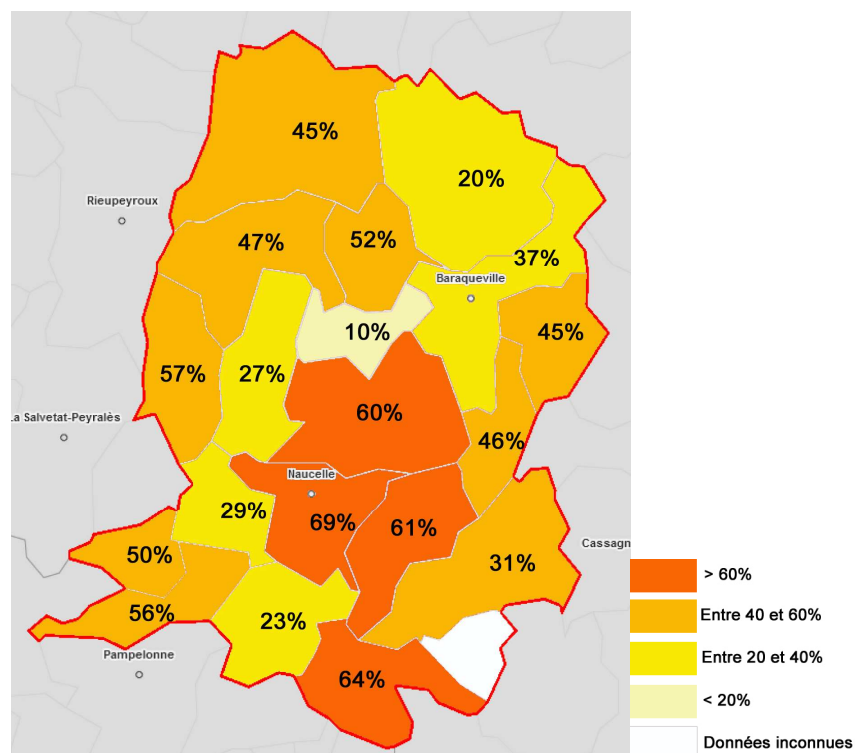 45%
20%
Rieupeyroux
47%
52%
37%
Baraqueville
10%
45%
57%
27%
60%
La Salvetat-Peyralès
46%
Naucelle
29%
69%
61%
Cassagn
50%
31%
56%
23%
Pampelonne
64%
> 60%
Entre 40 et 60%
Entre 20 et 40%
< 20%
Données inconnues